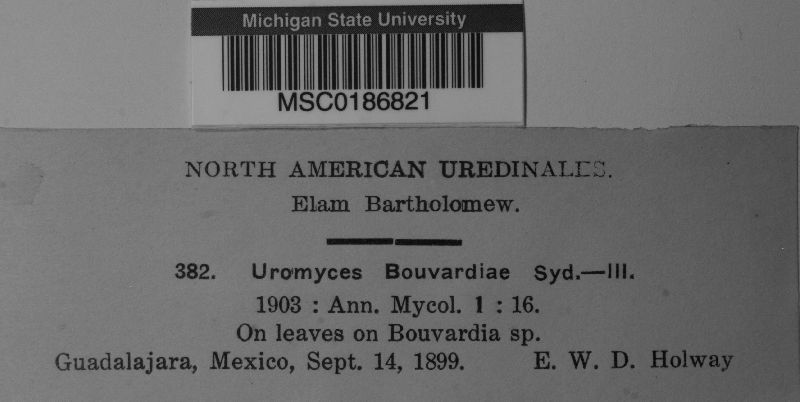 Michigan State University
MSC0186821
NORTH AMERICAN UREDINALES.
Elam Bartholomew.
382. Uromyces Bouvardiae Syd.—III.
1903 : Ann. Mycol. 1 : 16.
On leaves on Bouvardia sp.
Guadalajara, Mexico, Sept. 14, 1899. E. W. D. Holway